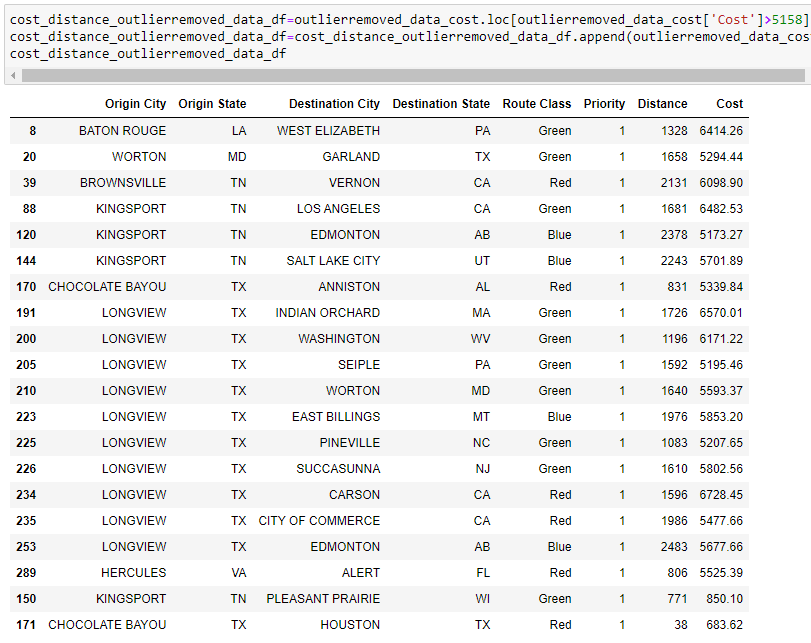 cost_distance_outlierremoved_data_df=outlierremoved_data_cost.loc[outlierremoved_data_cost['Cost']>5158]
cost_distance_outlierremoved_data_df=cost_distance_outlierremoved_data_df.append(outlierremoved_data_cos
cost_distance_outlierremoved_data_df
Origin City Origin State Destination City Destination State Route Class Priority Distance Cost
8 BATON ROUGE LA WEST ELIZABETH PA Green 1 1328 6414.26
20 WORTON MD GARLAND TX Green 1 1658 5294.44
39 BROWNSVILLE TN VERNON CA Red 1 2131 6098.90
88 KINGSPORT TN LOS ANGELES CA Green 1 1681 6482.53
120 KINGSPORT TN EDMONTON AB Blue 1 2378 5173.27
144 KINGSPORT TN SALT LAKE CITY UT Blue 1 2243 5701.89
170 CHOCOLATE BAYOU TX ANNISTON AL Red 1 831 5339.84
191 LONGVIEW TX INDIAN ORCHARD MA Green 1 1726 6570.01
200 LONGVIEW TX WASHINGTON WV Green 1 1196 6171.22
205 LONGVIEW TX SEIPLE PA Green 1 1592 5195.46
210 LONGVIEW TX WORTON MD Green 1 1640 5593.37
223 LONGVIEW TX EAST BILLINGS MT Blue 1 1976 5853.20
225 LONGVIEW TX PINEVILLE NC Green 1 1083 5207.65
226 LONGVIEW TX SUCCASUNNA NJ Green 1 1610 5802.56
234 LONGVIEW TX CARSON CA Red 1 1596 6728.45
235 LONGVIEW TX CITY OF COMMERCE CA Red 1 1986 5477.66
253 LONGVIEW TX EDMONTON AB Blue 1 2483 5677.66
289 HERCULES VA ALERT FL Red 1 806 5525.39
150 KINGSPORT TN PLEASANT PRAIRIE WI Green 1 771 850.10
171 CHOCOLATE BAYOU TX HOUSTON TX Red 1 38 683.62